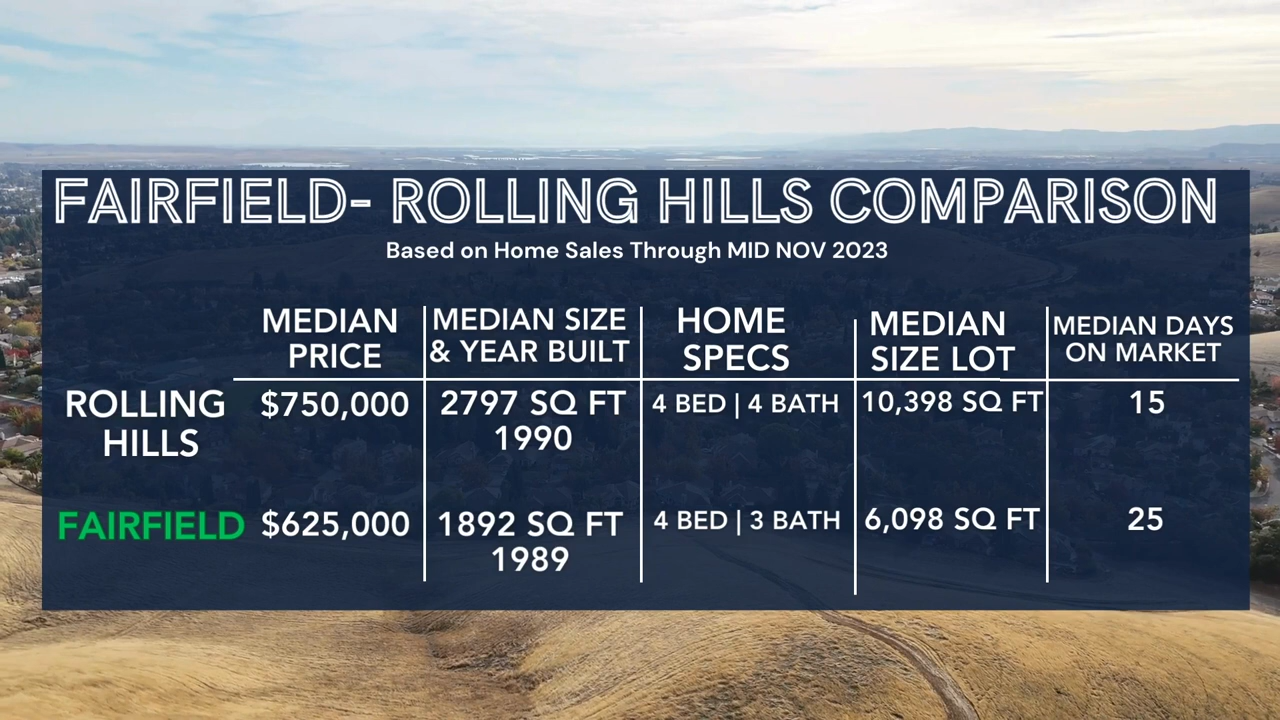 FAIRFIELD- ROLLING HILLS COMPARISON
Based on Home Sales Through MID NOV 2023
MEDIAN PRICE
MEDIAN SIZE & YEAR BUILT
HOME SPECS
MEDIAN SIZE LOT
MEDIAN DAYS ON MARKET
ROLLING HILLS
$750,000
2797 SQ FT
1990
4 BED | 4 BATH
10,398 SQ FT
15
FAIRFIELD
$625,000
1892 SQ FT
1989
4 BED | 3 BATH
6,098 SQ FT
25